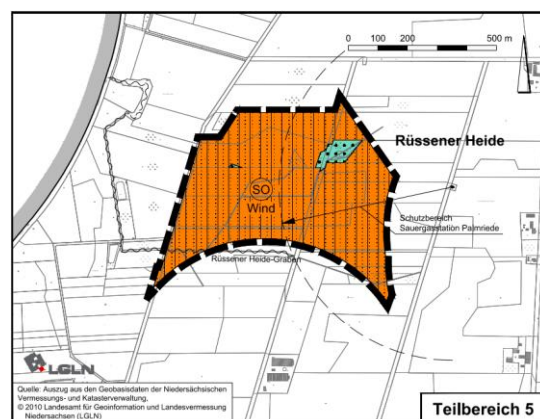 0 100 200 500 m
Rüssener Heide
SO
Wind
Schutzbereich
Sauergasstation Palmriede
Rüssener Heide-Graben
LGLN
Quelle: Auszug aus den Geobasisdaten der Niedersächsischen
Vermessungs- und Katasterverwaltung,
© 2010 Landesamt für Geoinformation und Landesvermessung
Niedersachsen (LGLN)
Teilbereich 5